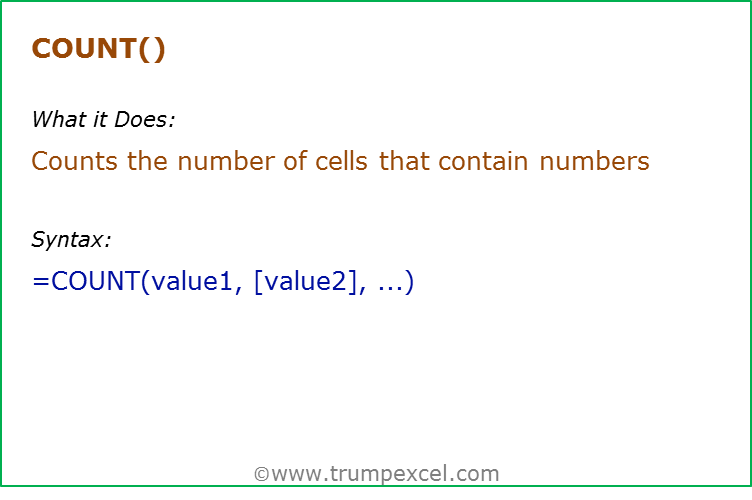 COUNT()
What it Does:
Counts the number of cells that contain numbers
Syntax:
=COUNT(value1, [value2], ...)
©www.trumpexcel.com